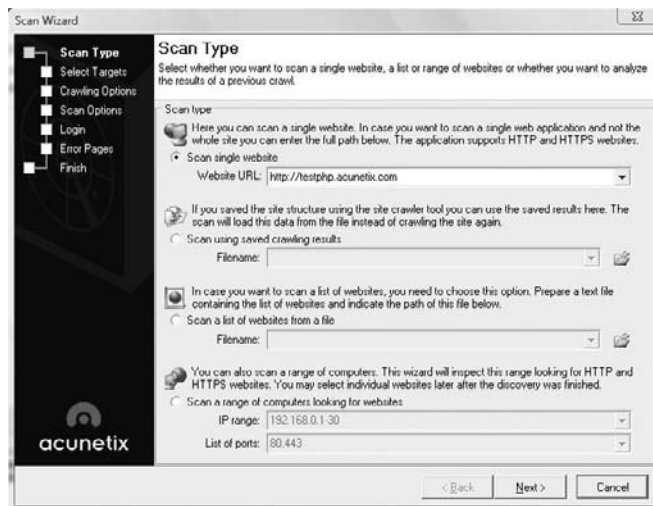 Scan Wizard
Scan Type
Select Targets
Crawling Options
Scan Options
Login
Error Pages
Finish
acunetix
Scan Type
Select whether you want to scan a single website, a list or range of websites or whether you want to analyze
the results of a previous crawl.
Scan type
Here you can scan a single website. In case you want to scan a single web application and not the
whole site you can enter the full path below. The application supports HTTP and HTTPS websites.
Scan single website
Website URL: http://testphp.acunetix.com
If you saved the site structure using the site crawler tool you can use the saved results here. The
scan will load this data from the file instead of crawling the site again.
Scan using saved crawling results
Filename:
In case you want to scan a list of websites, you need to choose this option. Prepare a text file
containing the list of websites and indicate the path of this file below.
Scan a list of websites from a file
Filename:
You can also scan a range of computers. This wizard will inspect this range looking for HTTP and
HTTPS websites. You may select individual websites later after the discovery was finished.
Scan a range of computers looking for websites
IP range: 192.168.0.1-30
List of ports: 80,443
< Back
Next >
Cancel